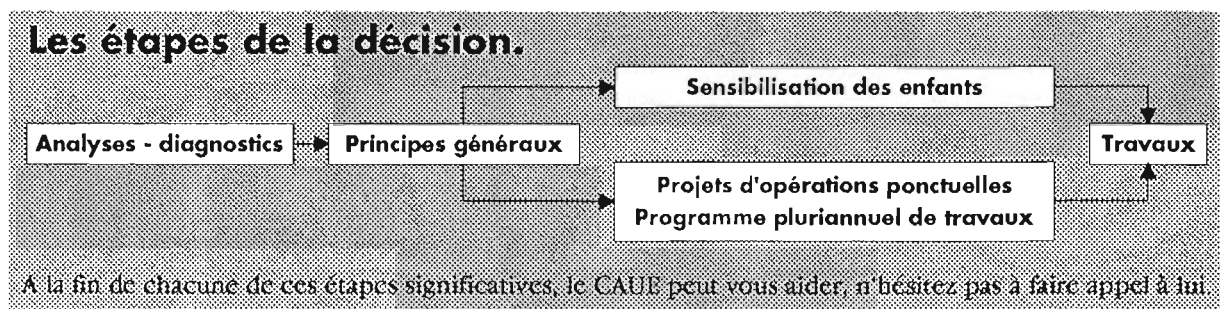 Les étapes de la décision.
Sensibilisation des enfants
Analyses - diagnostics
Principes généraux
Travaux
Projets d'opérations ponctuelles
Programme pluriannuel de travaux
A la fin de chacune de ces étapes significatives, le CAUE peut vous aider, n'hésitez pas à faire appel à lui.